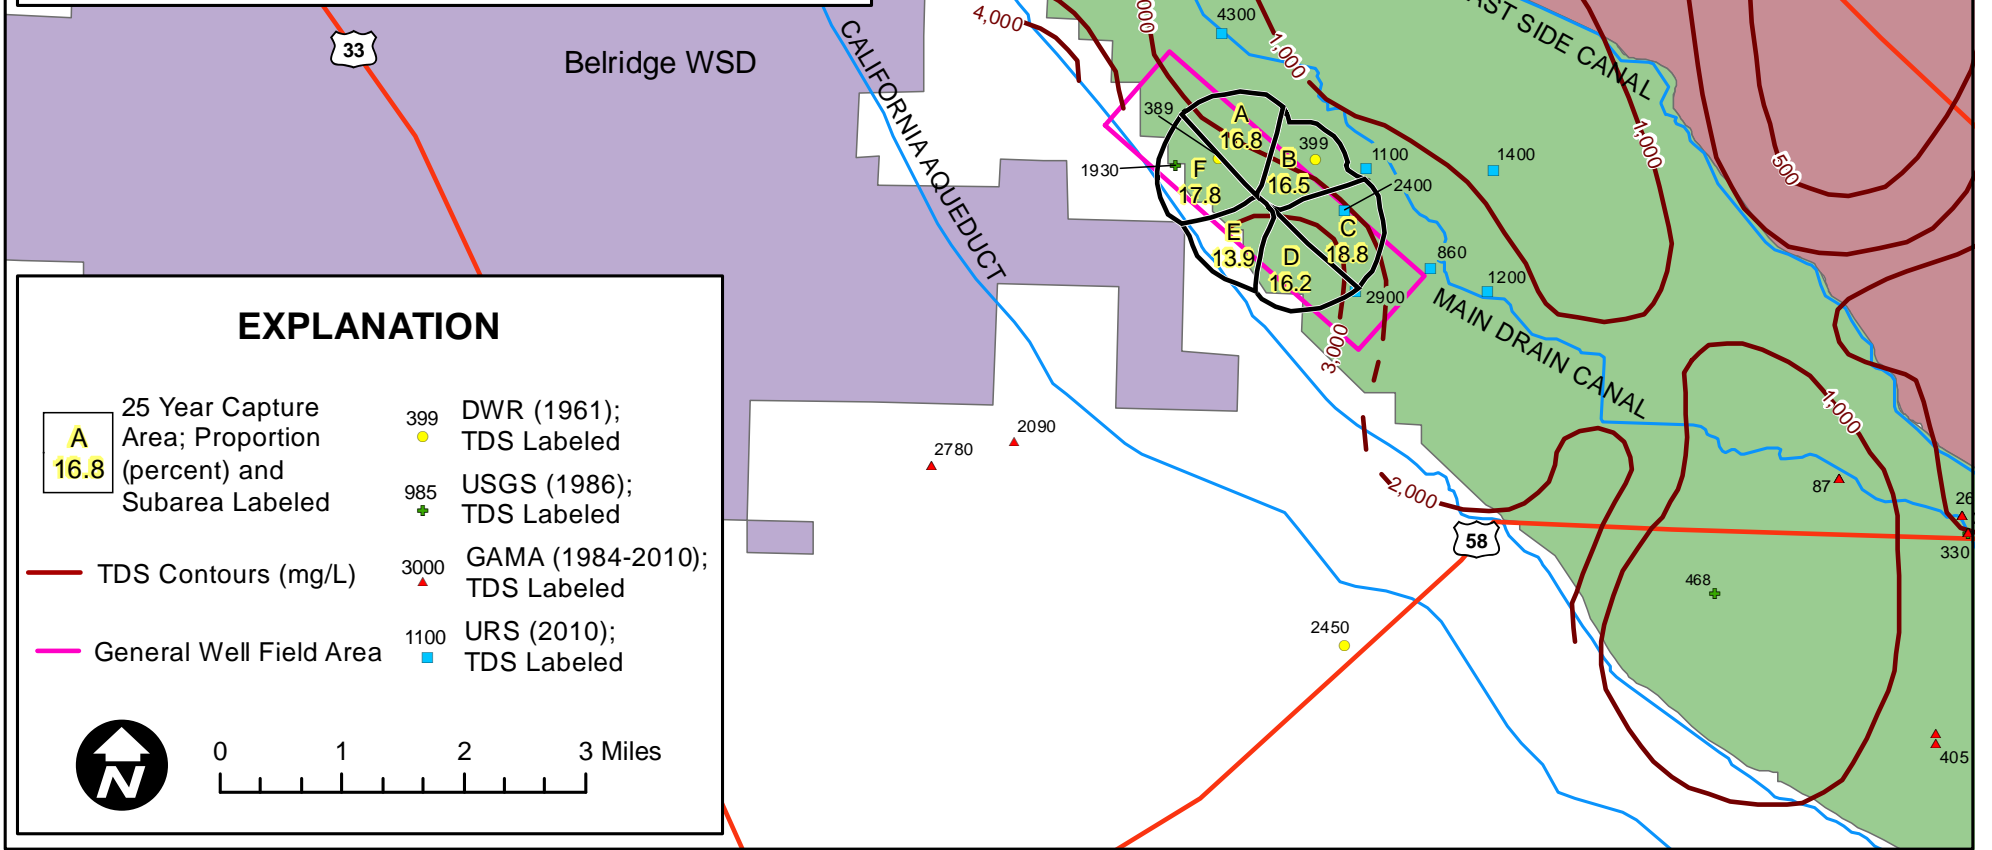 33
Belridge WSD
CALIFORNIA AQUEDUCT
4,000
4300
1,000
AST SIDE CANAL
1,000
500
389
A
16.8
399
B
16.5
1100
1400
1930
F
17.8
2400
E
13.9
C
18.8
D
16.2
860
1200
2900
MAIN DRAIN CANAL
3,000
1,000
2090
2780
2,000
87
26
330
58
468
2450
405
EXPLANATION
A
16.8
25 Year Capture
Area; Proportion
(percent) and
Subarea Labeled
TDS Contours (mg/L)
General Well Field Area
399
DWR (1961);
TDS Labeled
985
USGS (1986);
TDS Labeled
3000
GAMA (1984-2010);
TDS Labeled
1100
URS (2010);
TDS Labeled
N
0 1 2 3 Miles